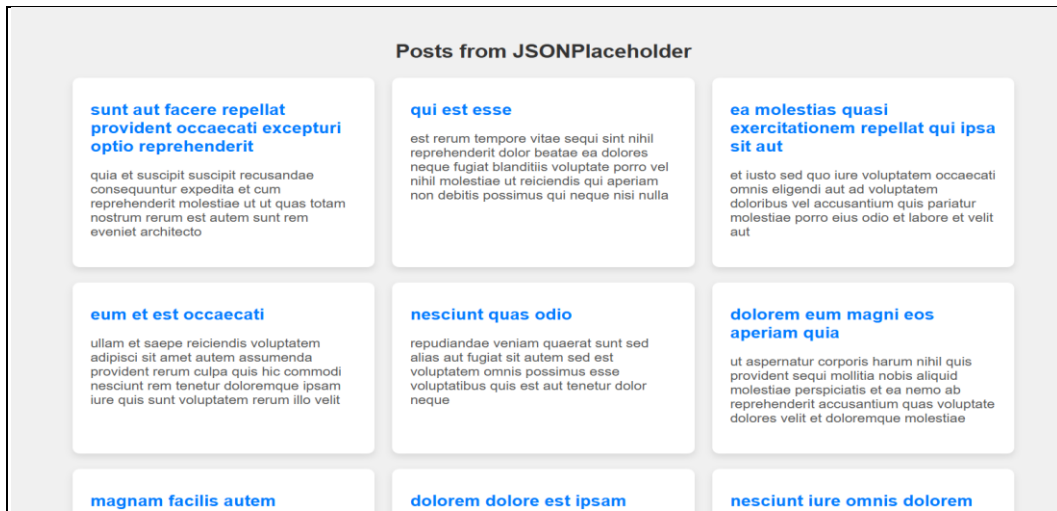 Posts from JSONPlaceholder
sunt aut facere repellat
provident occaecati excepturi
optio reprehenderit
quia et suscipit suscipit recusandae
consequuntur expedita et cum
reprehenderit molestiae ut ut quas totam
nostrum rerum est autem sunt rem
eveniet architecto
qui est esse
est rerum tempore vitae sequi sint nihil
reprehenderit dolor beatae ea dolores
neque fugiat blanditiis voluptate porro vel
nihil molestiae ut reiciendis qui aperiam
non debitis possimus qui neque nisi nulla
ea molestias quasi
exercitationem repellat qui ipsa
sit aut
et iusto sed quo iure voluptatem occaecati
omnis eligendi aut ad voluptatem
doloribus vel accusantium quis pariatur
molestiae porro eius odio et labore et velit
aut
eum et est occaecati
ullam et saepe reiciendis voluptatem
adipisci sit amet autem assumenda
provident rerum culpa quis hic commodi
nesciunt rem tenetur doloremque ipsam
iure quis sunt voluptatem rerum illo velit
nesciunt quas odio
repudiandae veniam quaerat sunt sed
alias aut fugiat sit autem sed est
voluptatem omnis possimus esse
voluptatibus quis est aut tenetur dolor
neque
dolorem eum magni eos
aperiam quia
ut aspernatur corporis harum nihil quis
provident sequi mollitia nobis aliquid
molestiae perspiciatis et ea nemo ab
reprehenderit accusantium quas voluptate
dolores velit et doloremque molestiae
magnam facilis autem
dolorem dolore est ipsam
nesciunt iure omnis dolorem